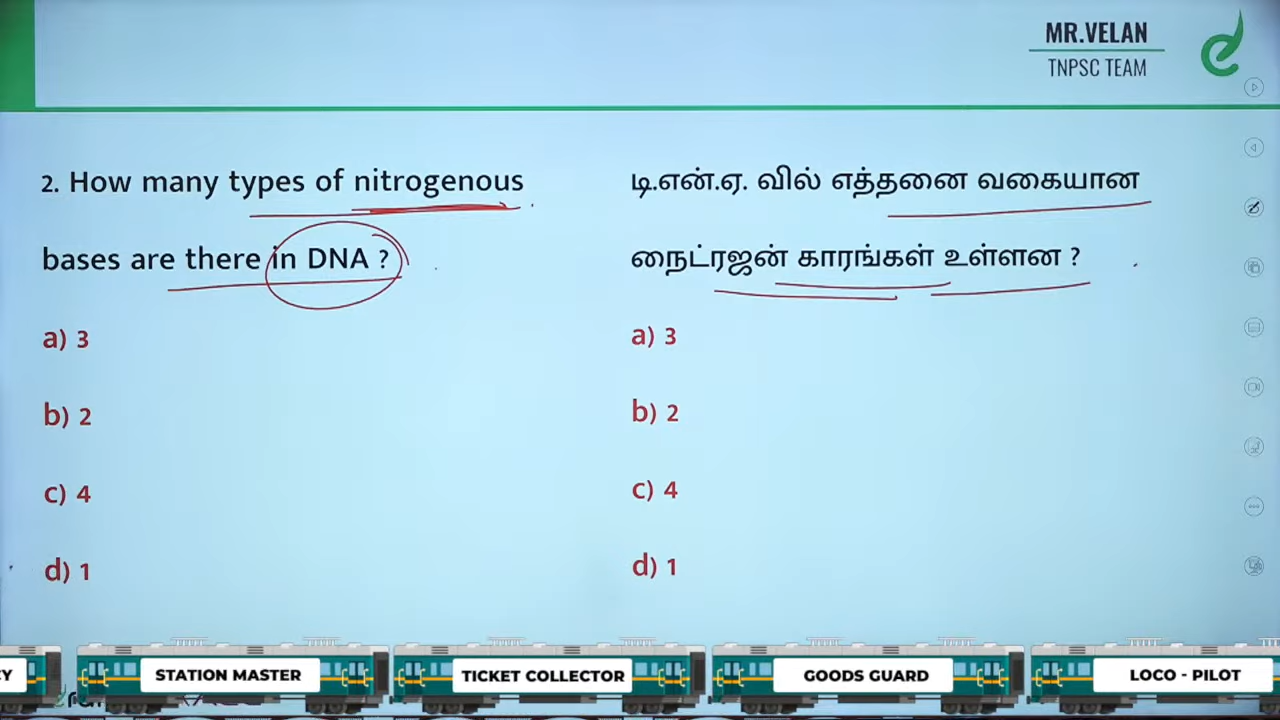 MR.VELAN
TNPSC TEAM
2. How many types of nitrogenous
bases are there in DNA ?
a) 3
b) 2
c) 4
d) 1
டி.என்.ஏ. வில் எத்தனை வகையான
நைட்ரஜன் காரங்கள் உள்ளன ?
a) 3
b) 2
c) 4
d) 1
CY
STATION MASTER
TICKET COLLECTOR
GOODS GUARD
LOCO - PILOT